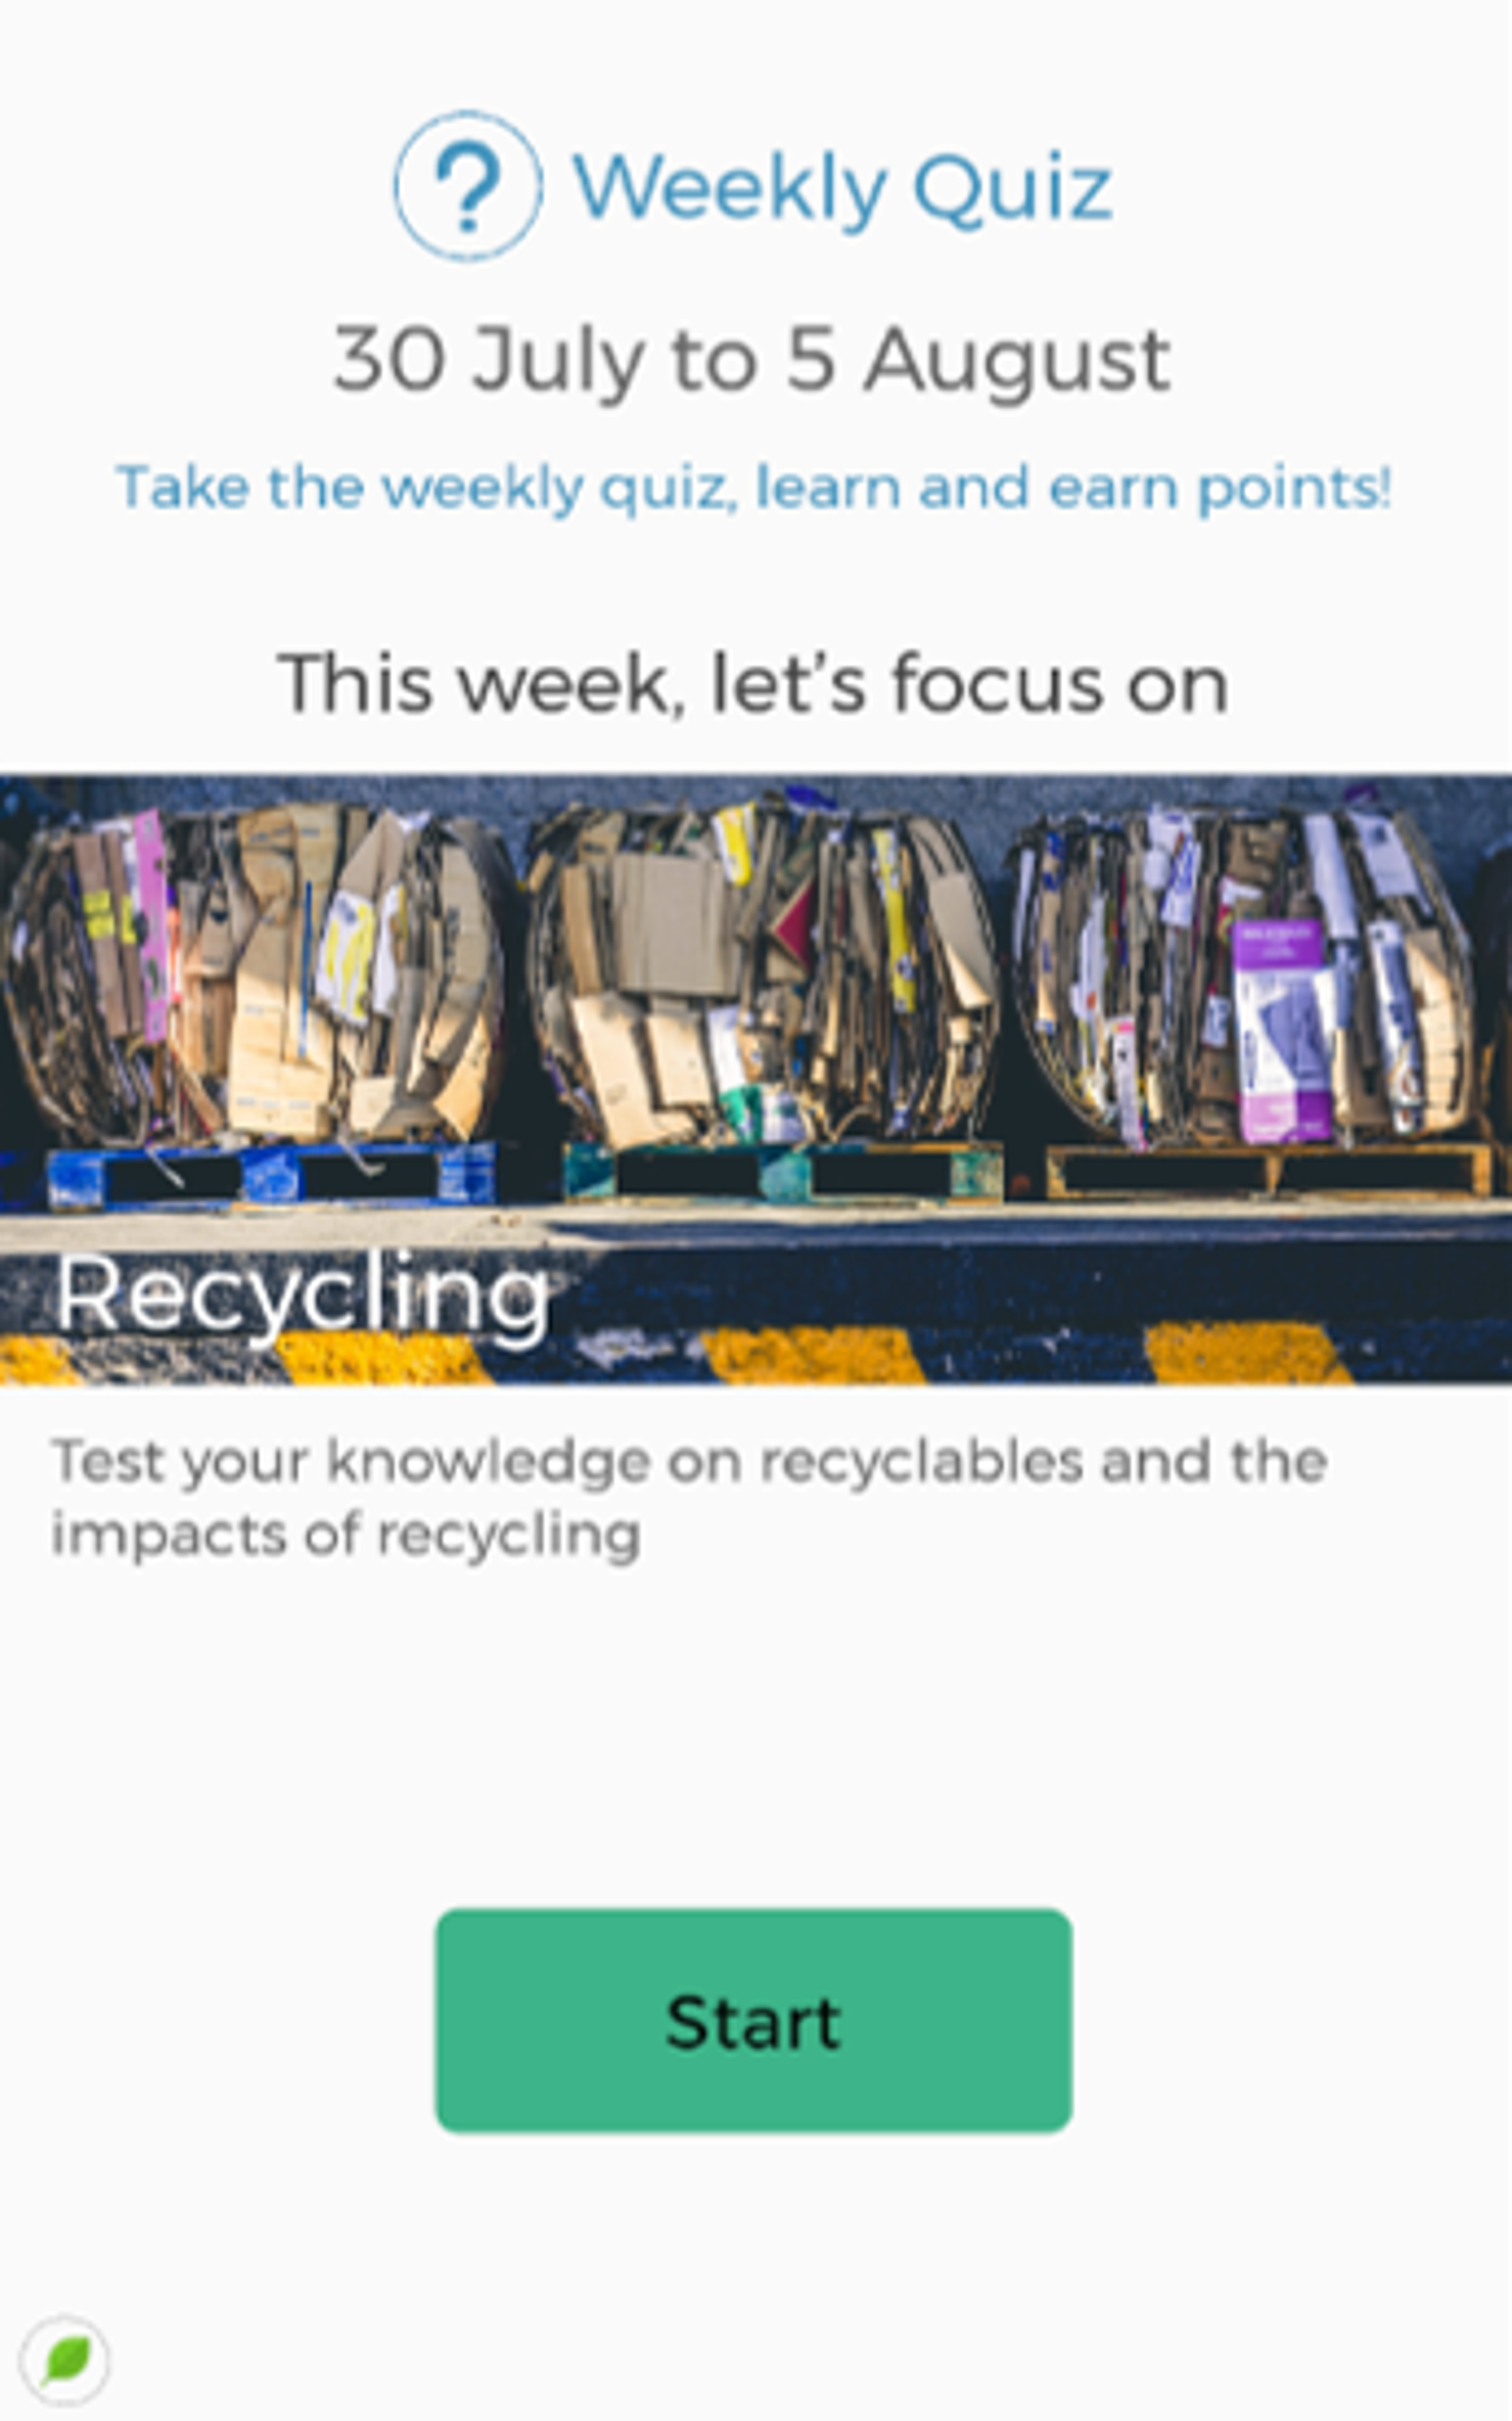 ? Weekly Quiz
30 July to 5 August
Take the weekly quiz, learn and earn points!
This week, let's focus on
Recycling
Test your knowledge on recyclables and the
impacts of recycling
Start